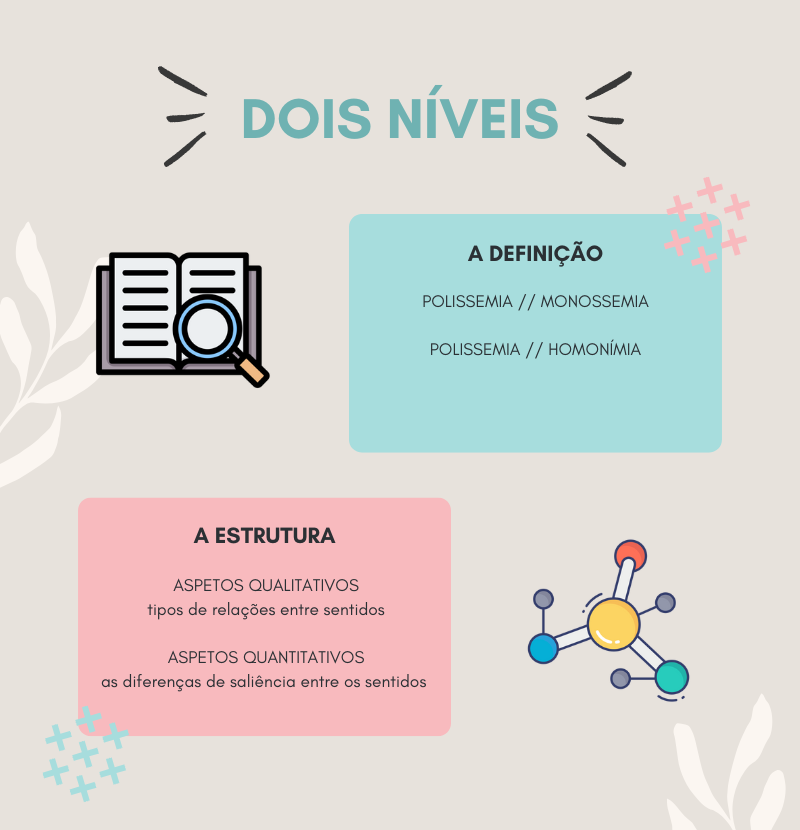 DOIS NÍVEIS
A DEFINIÇÃO
POLISSEMIA // MONOSSEMIA
POLISSEMIA // HOMONÍMIA
A ESTRUTURA
ASPETOS QUALITATIVOS
tipos de relações entre sentidos
ASPETOS QUANTITATIVOS
as diferenças de saliência entre os sentidos